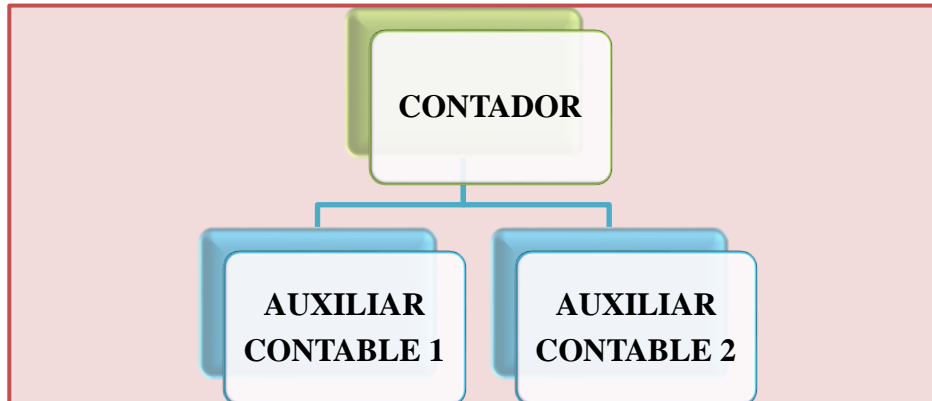 CONTADOR
AUXILIAR
CONTABLE 1
AUXILIAR
CONTABLE 2